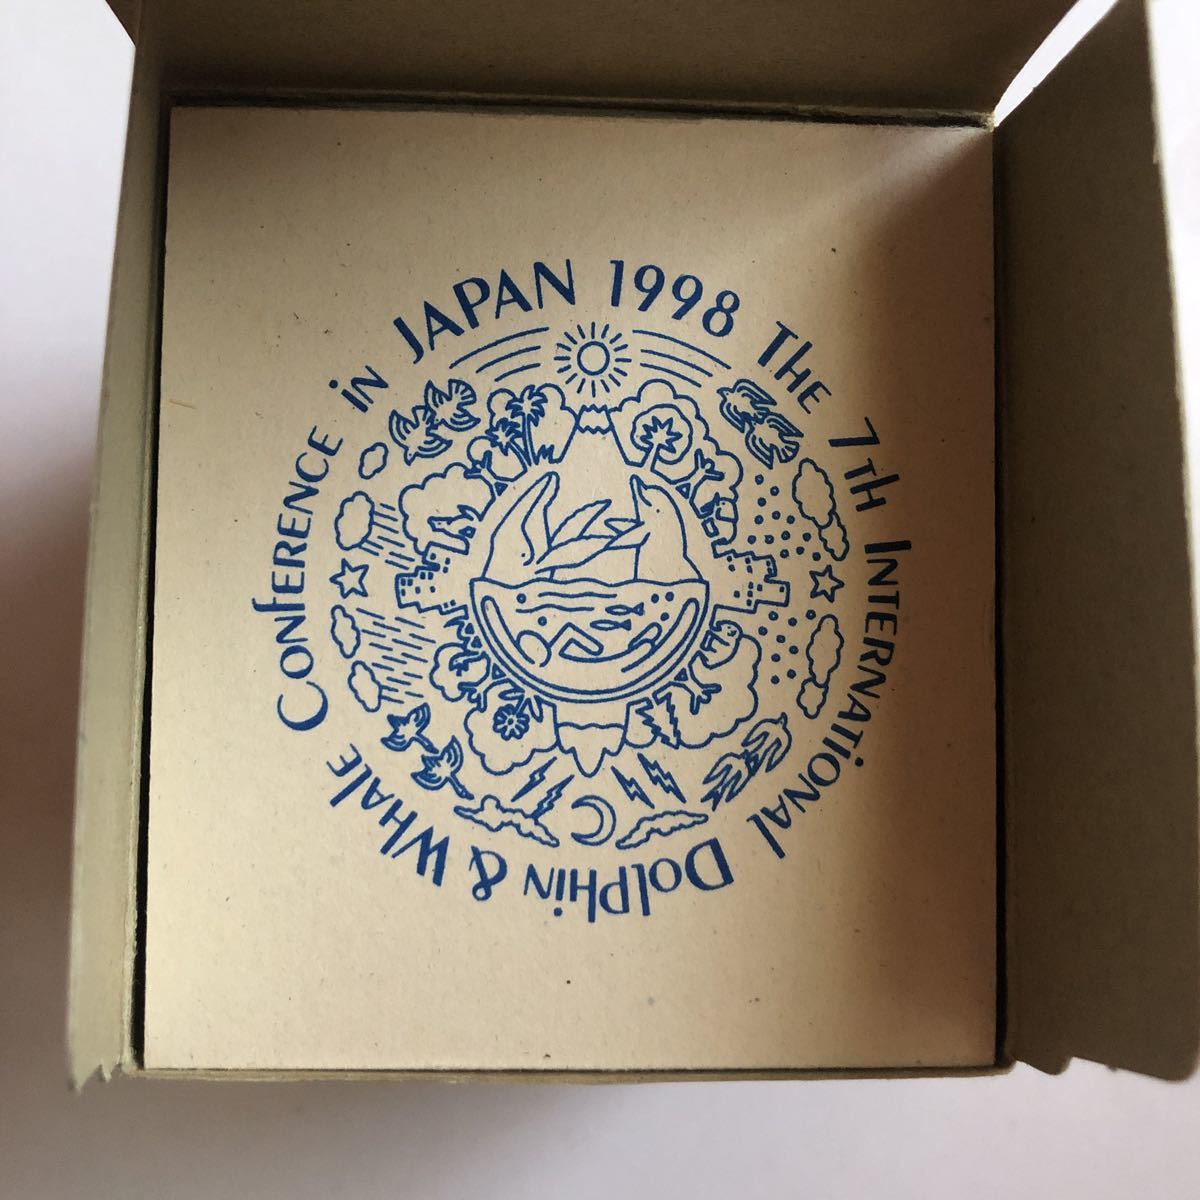 The 7th International Dolphin & Whale Conference in JAPAN 1998